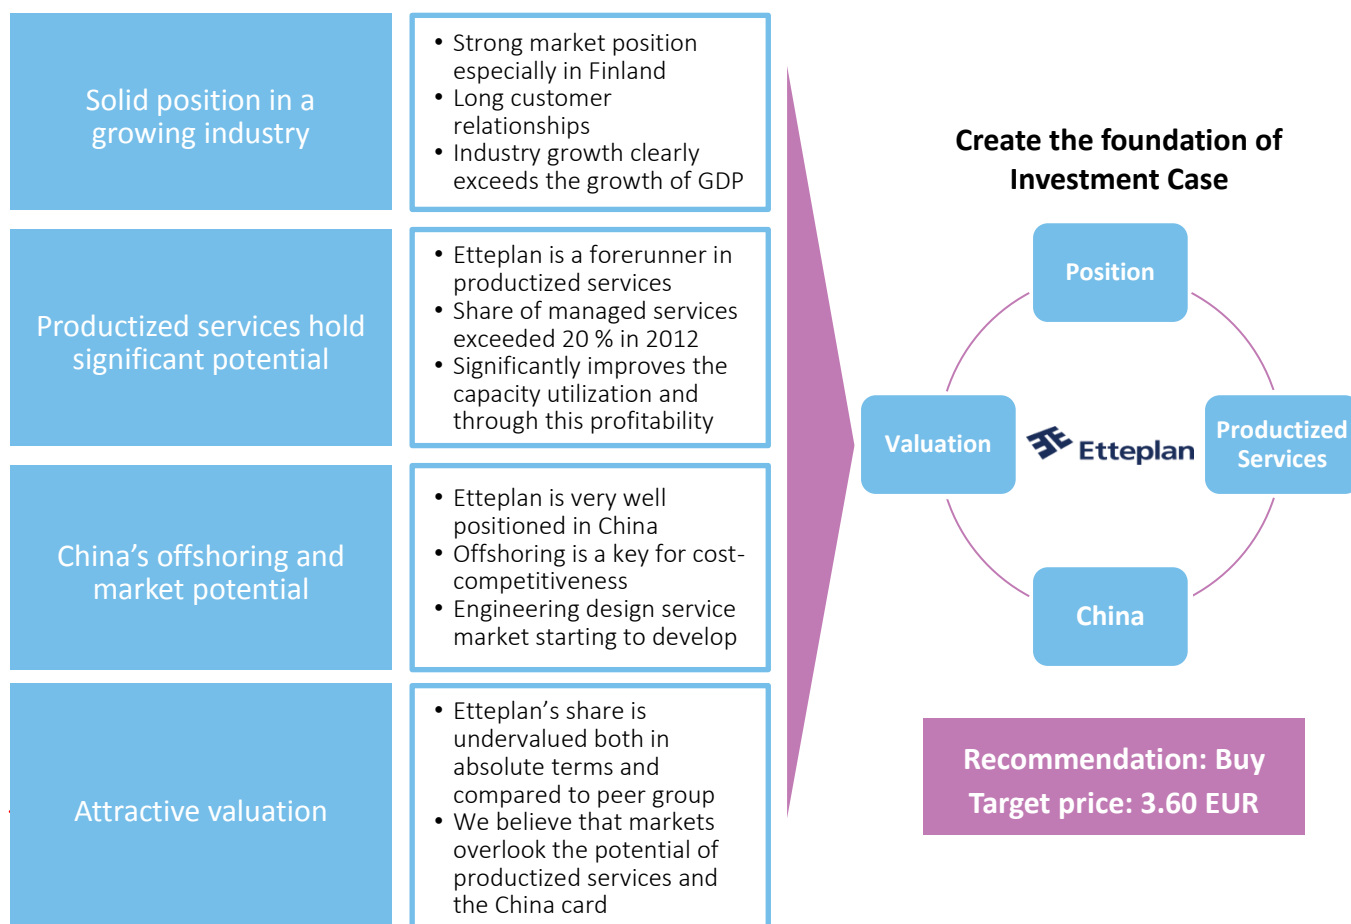 Solid position in a
growing industry
• Strong market position
especially in Finland
• Long customer
relationships
• Industry growth clearly
exceeds the growth of GDP
Productized services hold
significant potential
• Etteplan is a forerunner in
productized services
• Share of managed services
exceeded 20 % in 2012
• Significantly improves the
capacity utilization and
through this profitability
China’s offshoring and
market potential
• Etteplan is very well
positioned in China
• Offshoring is a key for cost-
competitiveness
• Engineering design service
market starting to develop
Attractive valuation
• Etteplan’s share is
undervalued both in
absolute terms and
compared to peer group
• We believe that markets
overlook the potential of
productized services and
the China card
Create the foundation of
Investment Case
Position
Valuation
Etteplan
Productized
Services
China
Recommendation: Buy
Target price: 3.60 EUR